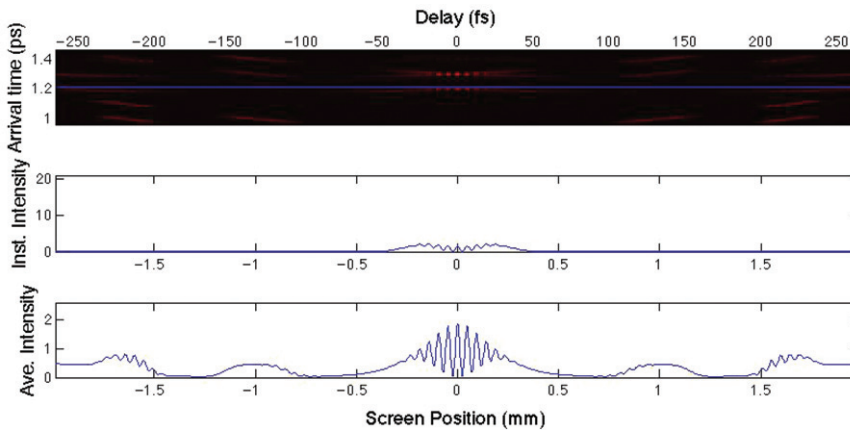 Delay (fs)
−250 −200 −150 −100 −50 0 50 100 150 200 250
Arrival time (ps)
1.4
1.2
1
Inst. Intensity
20
10
0
−1.5 −1 −0.5 0 0.5 1 1.5
Ave. Intensity
2
1
0
−1.5 −1 −0.5 0 0.5 1 1.5
Screen Position (mm)